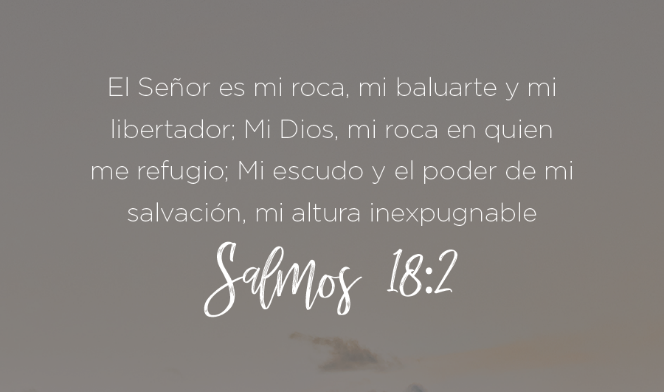 El Señor es mi roca, mi baluarte y mi
libertador; Mi Dios, mi roca en quien
me refugio; Mi escudo y el poder de mi
salvación, mi altura inexpugnable
Salmos 18:2